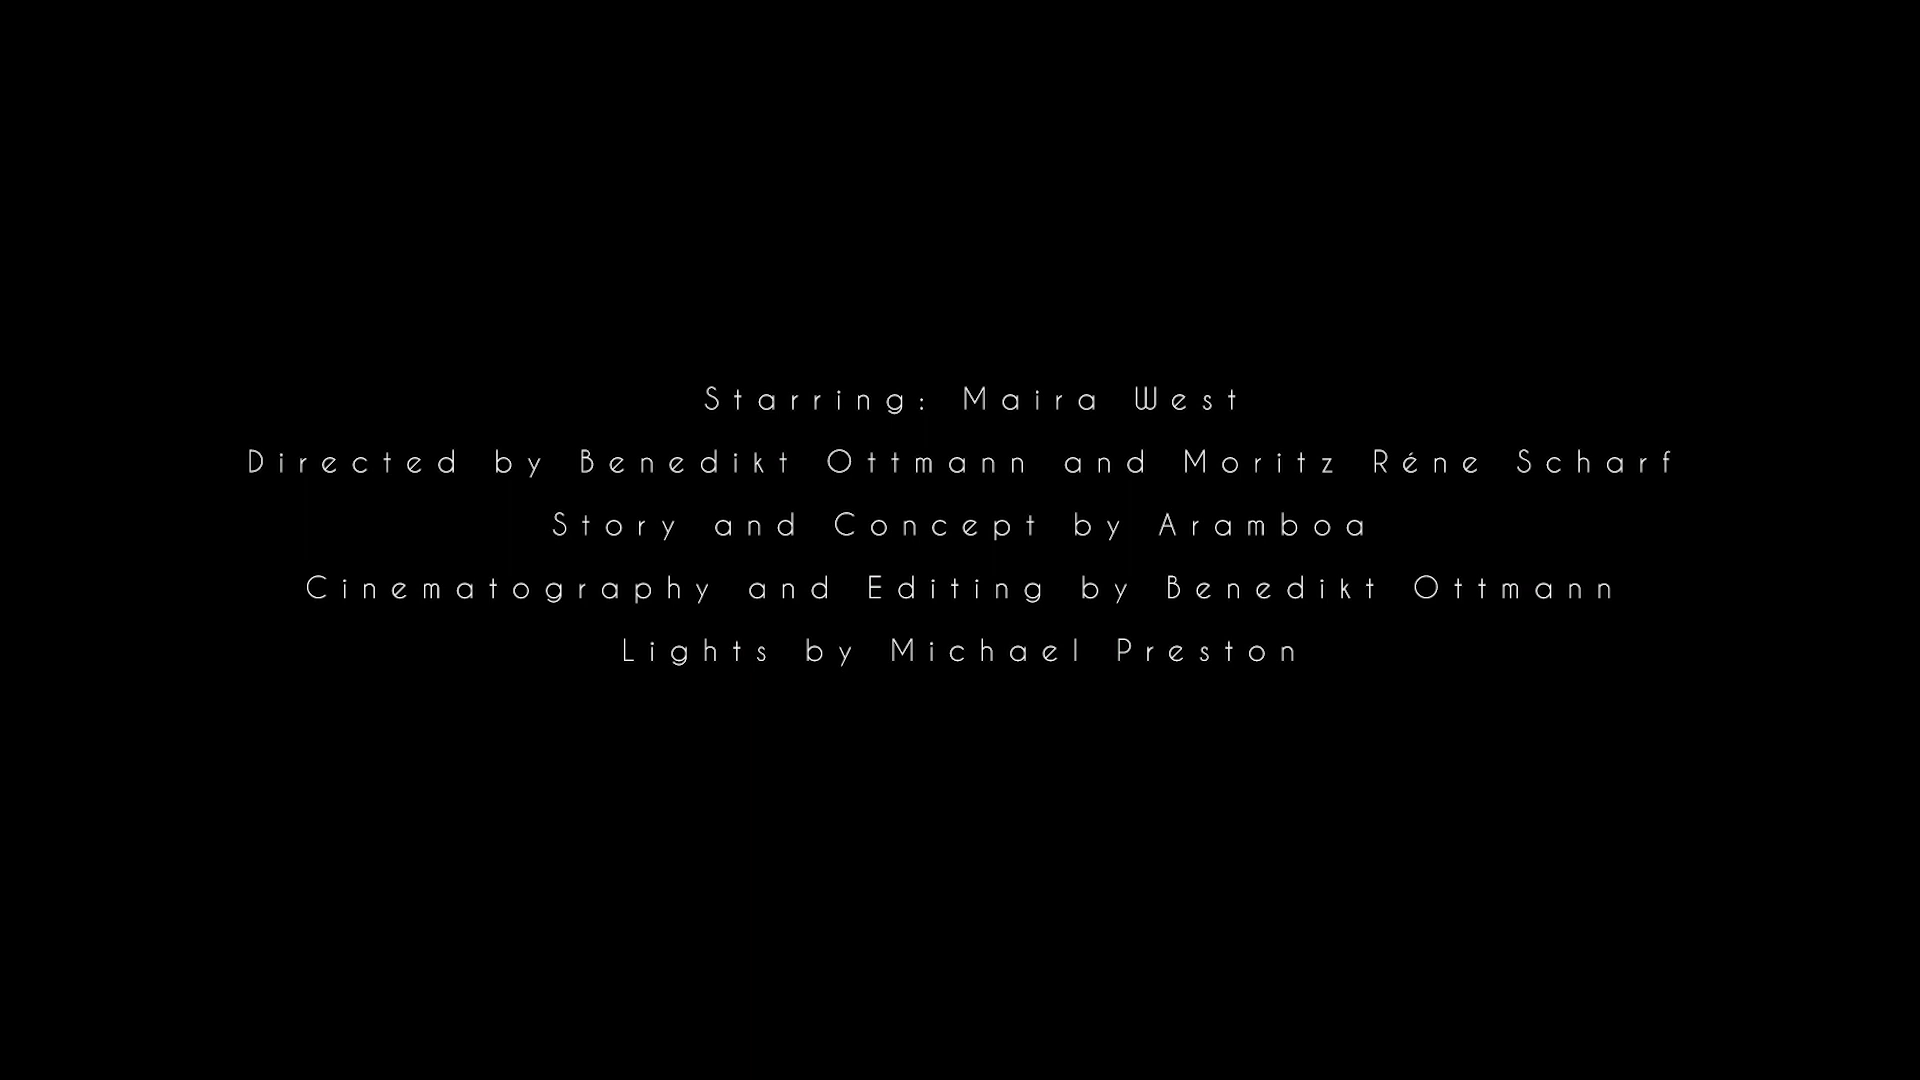 Starring: Maira West
Directed by Benedikt Ottmann and Moritz Réne Scharf
Story and Concept by Aramboa
Cinematography and Editing by Benedikt Ottmann
Lights by Michael Preston